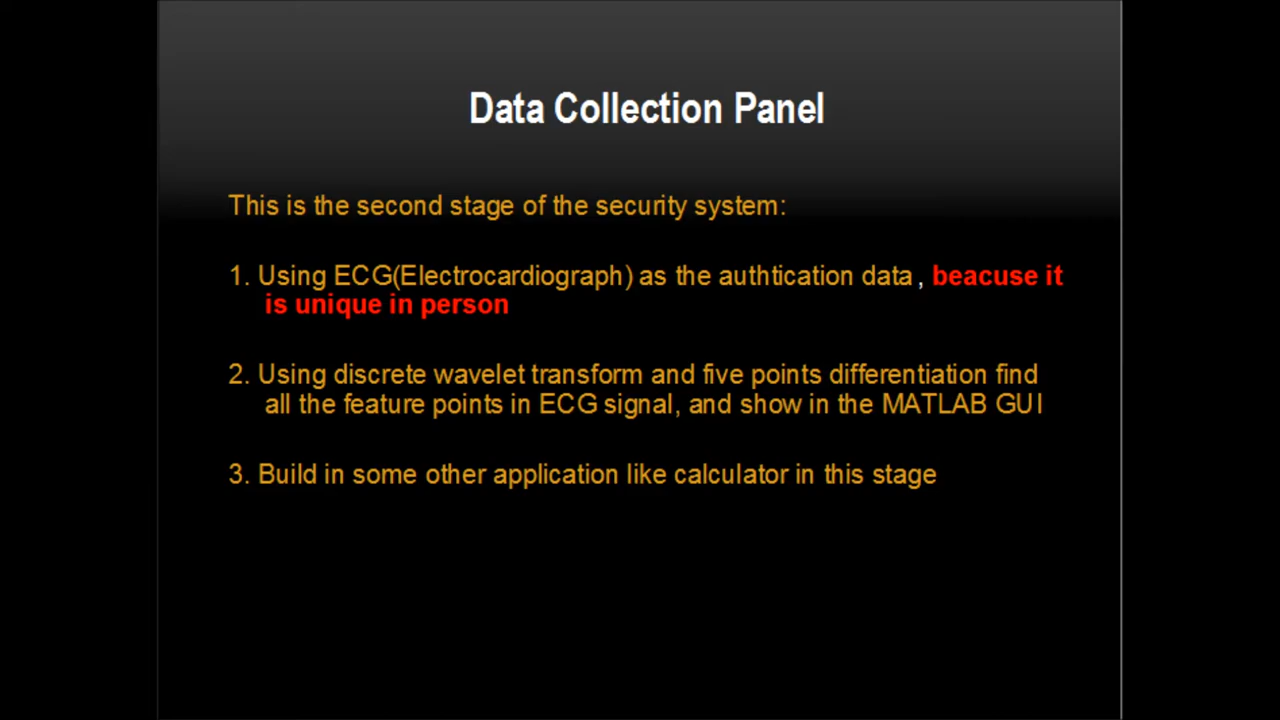 Data Collection Panel
This is the second stage of the security system:
1. Using ECG(Electrocardiograph) as the authtication data , beacuse it
is unique in person
2. Using discrete wavelet transform and five points differentiation find
all the feature points in ECG signal, and show in the MATLAB GUI
3. Build in some other application like calculator in this stage